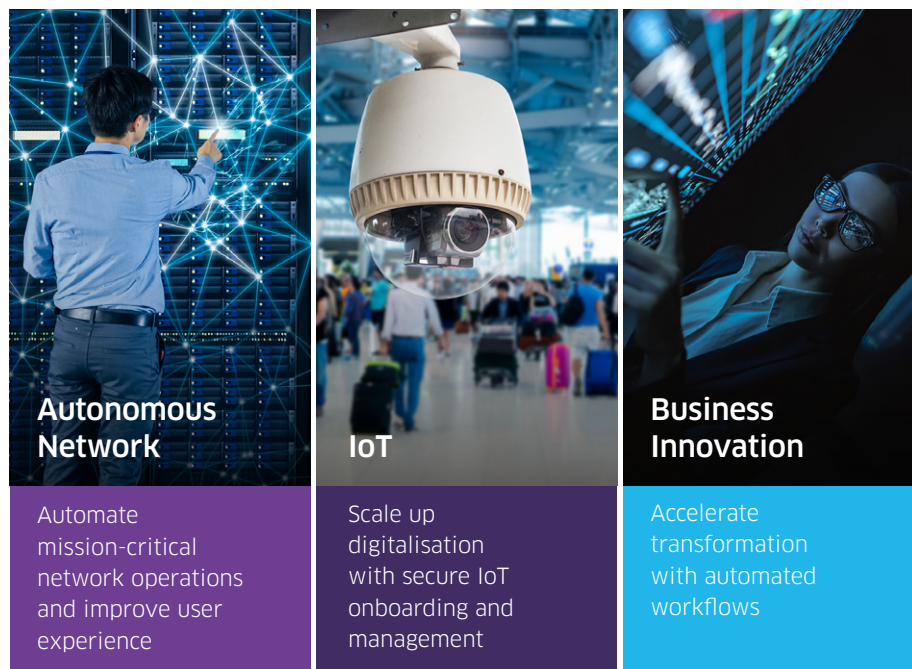 Autonomous
Network
Automate
mission-critical
network operations
and improve user
experience
IoT
Scale up
digitalisation
with secure IoT
onboarding and
management
Business
Innovation
Accelerate
transformation
with automated
workflows